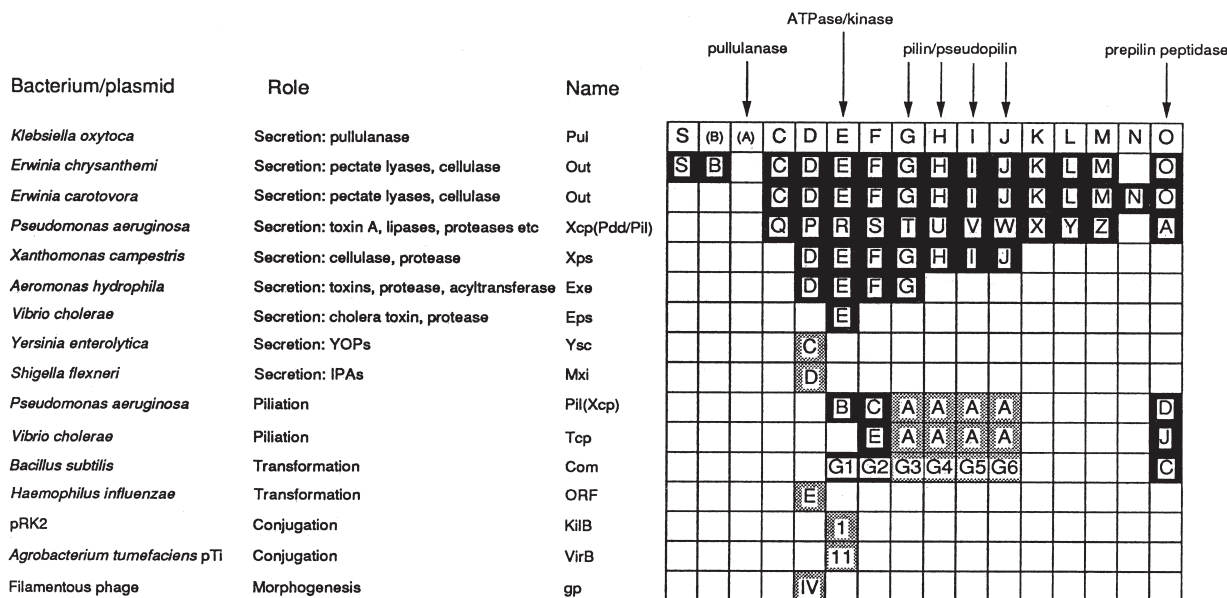 ATPase/kinase
pullulanase pilin/pseudopilin prepilin peptidase
Bacterium/plasmid Role Name
Klebsiella oxytoca Secretion: pullulanase Pul S (B) (A) C D E F G H I J K L M N O
Erwinia chrysanthemi Secretion: pectate lyases, cellulase Out S B C D E F G H I J K L M O
Erwinia carotovora Secretion: pectate lyases, cellulase Out C D E F G H I J K L M N O
Pseudomonas aeruginosa Secretion: toxin A, lipases, proteases etc Xcp(Pdd/Pil) Q P R S T U V W X Y Z A
Xanthomonas campestris Secretion: cellulase, protease Xps D E F G H I J
Aeromonas hydrophila Secretion: toxins, protease, acyltransferase Exe D E F G
Vibrio cholerae Secretion: cholera toxin, protease Eps E
Yersinia enterolytica Secretion: YOPs Ysc C
Shigella flexneri Secretion: IPAs Mxi D
Pseudomonas aeruginosa Piliation Pil(Xcp) B C A A A A D
Vibrio cholerae Piliation Tcp E A A A A J
Bacillus subtilis Transformation Com G1 G2 G3 G4 G5 G6 C
Haemophilus influenzae Transformation ORF E
pRK2 Conjugation KilB 1
Agrobacterium tumefaciens pTi Conjugation VirB 11
Filamentous phage Morphogenesis gp IV